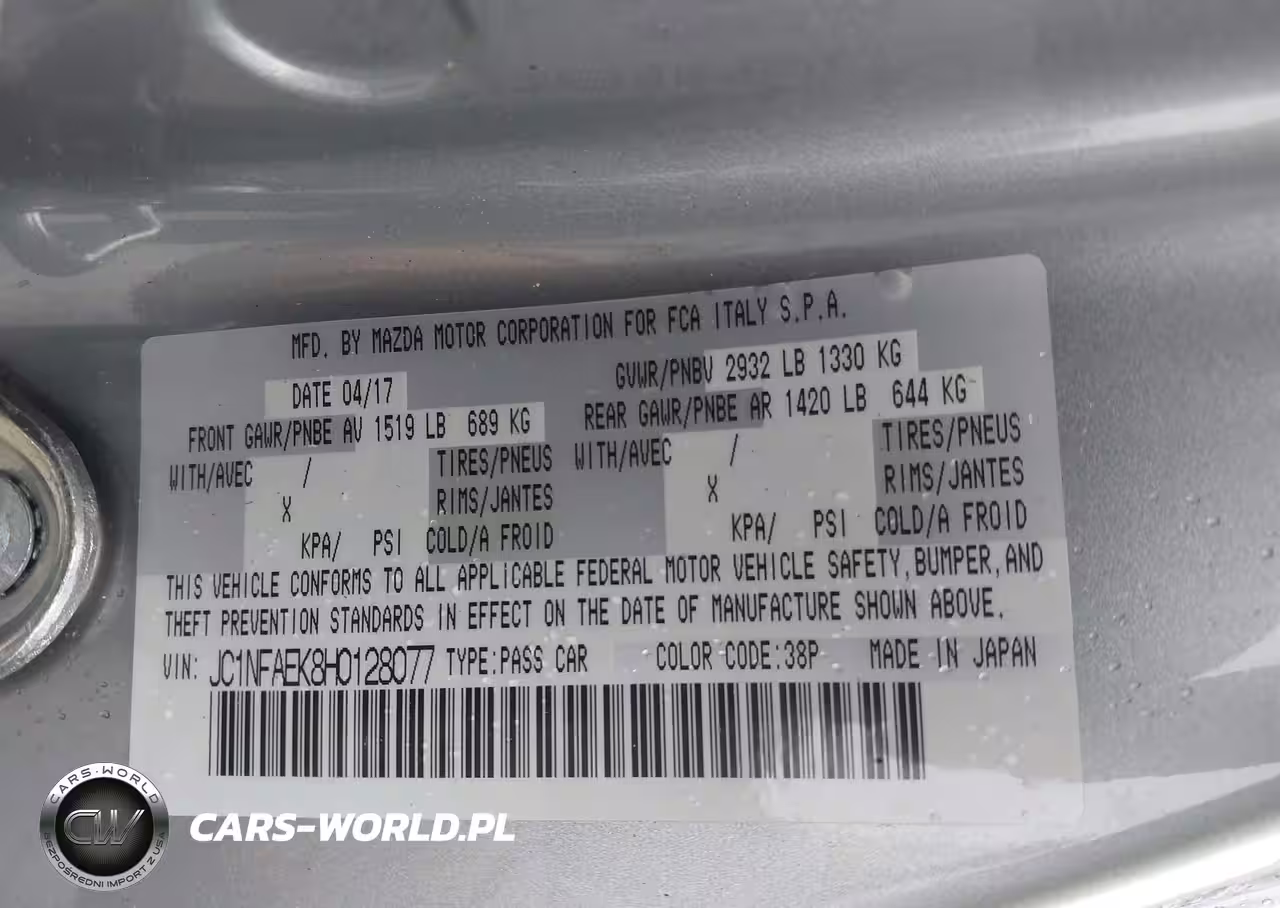 MFD. BY MAZDA MOTOR CORPORATION FOR FCA ITALY S.P.A.
DATE 04/17
GVWR/PNBV 2932 LB 1330 KG
FRONT GAWR/PNBE AV 1519 LB 689 KG
REAR GAWR/PNBE AR 1420 LB 644 KG
WITH/AVEC / TIRES/PNEUS
WITH/AVEC / TIRES/PNEUS
X RIMS/JANTES
X RIMS/JANTES
KPA/ PSI COLD/A FROID
KPA/ PSI COLD/A FROID
THIS VEHICLE CONFORMS TO ALL APPLICABLE FEDERAL MOTOR VEHICLE SAFETY, BUMPER, AND
THEFT PREVENTION STANDARDS IN EFFECT ON THE DATE OF MANUFACTURE SHOWN ABOVE.
VIN: JC1NFAEK8H0128077 TYPE:PASS CAR COLOR CODE:38P MADE IN JAPAN
CARS-WORLD
CW
BEZPOŚREDNI IMPORT Z USA
CARS-WORLD.PL